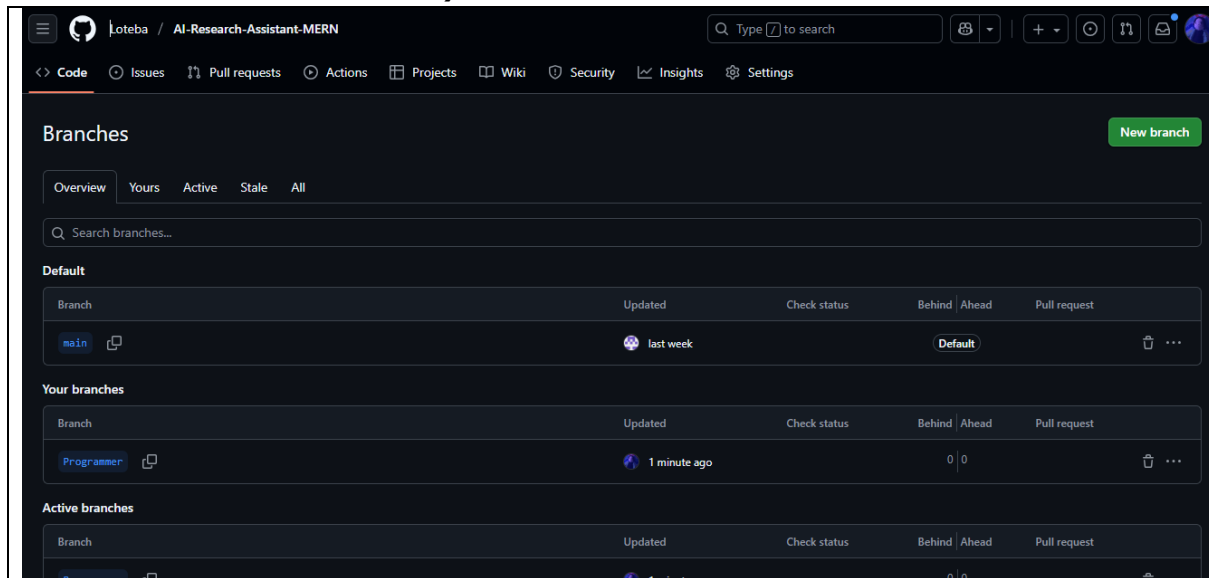 Loteba / AI-Research-Assistant-MERN
Type / to search
Code Issues Pull requests Actions Projects Wiki Security Insights Settings
Branches
New branch
Overview Yours Active Stale All
Search branches...
Default
Branch Updated Check status Behind Ahead Pull request
main last week Default
Your branches
Branch Updated Check status Behind Ahead Pull request
Programmer 1 minute ago 0 0
Active branches
Branch Updated Check status Behind Ahead Pull request